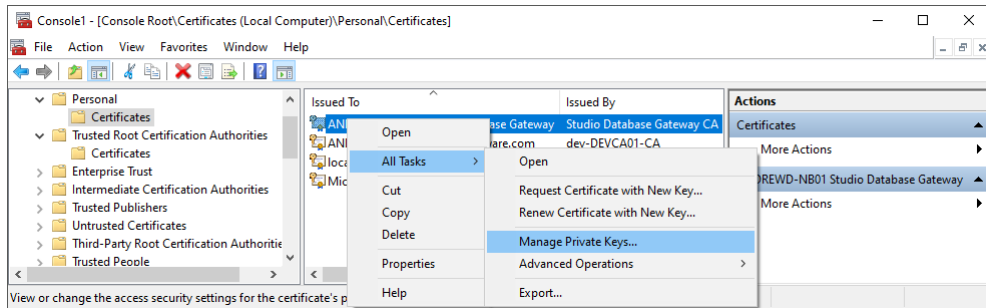 Console1 - [Console Root\Certificates (Local Computer)\Personal\Certificates]
File Action View Favorites Window Help
Personal
Certificates
Trusted Root Certification Authorities
Certificates
Enterprise Trust
Intermediate Certification Authorities
Trusted Publishers
Untrusted Certificates
Third-Party Root Certification Authoritie
Trusted People
Issued To Issued By
ANI ase Gateway Studio Database Gateway CA
ANI are.com dev-DEVCA01-CA
loca
Mic
Open
All Tasks
Cut
Copy
Delete
Properties
Help
Open
Request Certificate with New Key...
Renew Certificate with New Key...
Manage Private Keys...
Advanced Operations
Export...
Actions
Certificates
More Actions
DREWD-NB01 Studio Database Gateway
More Actions
View or change the access security settings for the certificate's p